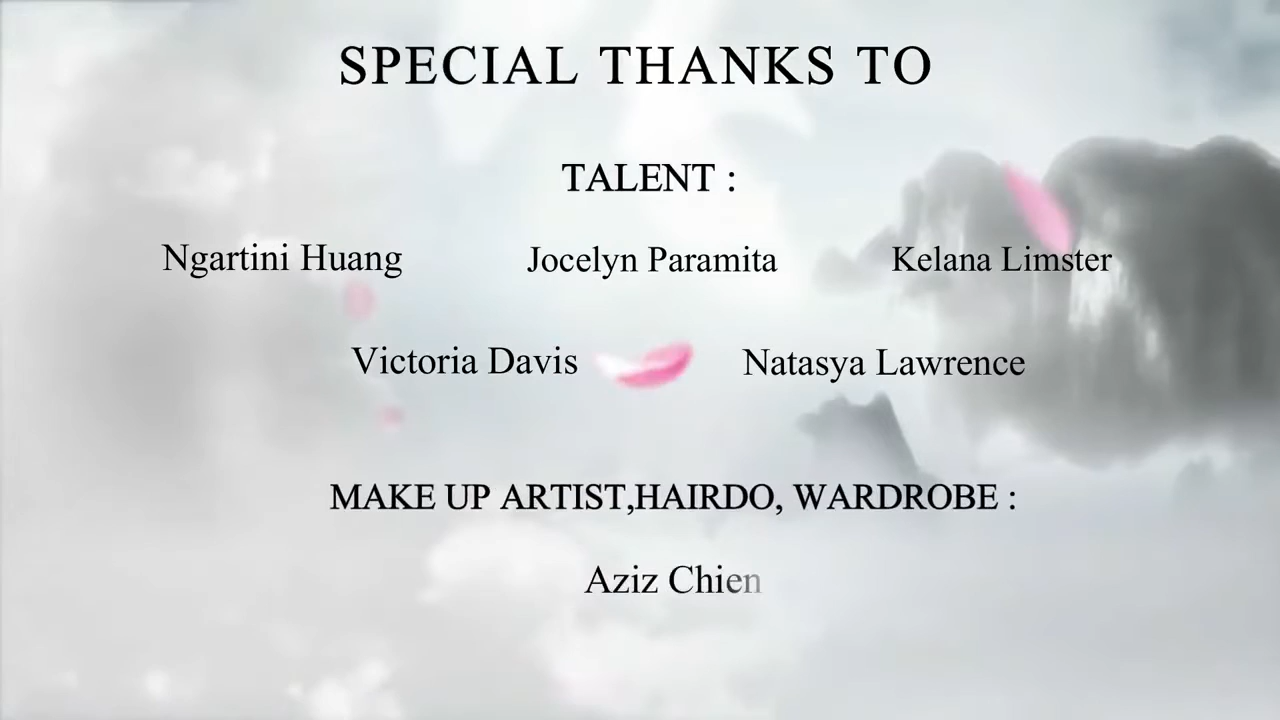 SPECIAL THANKS TO
TALENT :
Ngartini Huang Jocelyn Paramita Kelana Limster
Victoria Davis Natasya Lawrence
MAKE UP ARTIST,HAIRDO, WARDROBE :
Aziz Chien